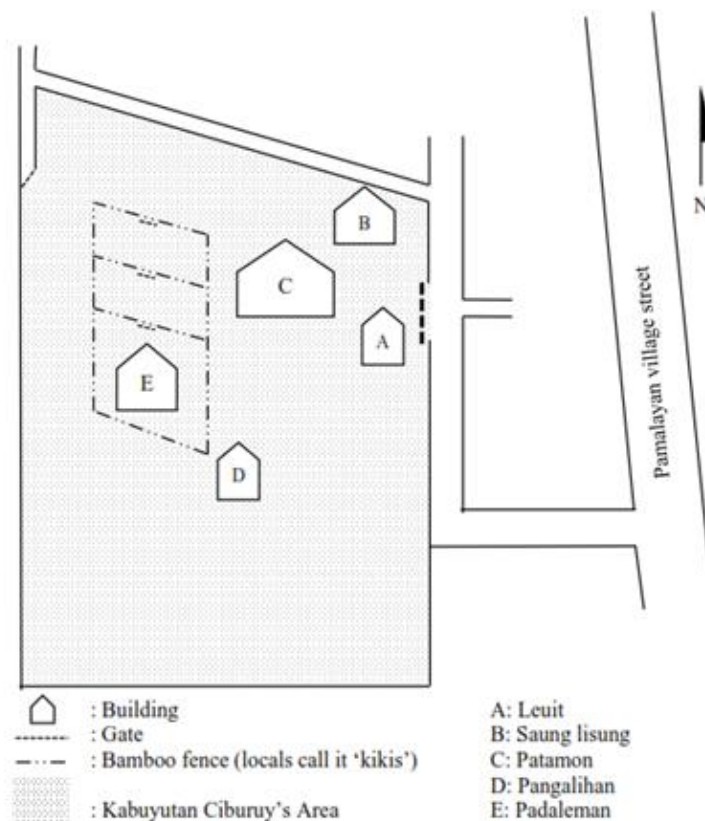 B
C
A
E
D
N
Pamalayan village street
: Building
: Gate
: Bamboo fence (locals call it ‘kikis’)
: Kabuyutan Ciburuy’s Area
A: Leuit
B: Saung lisung
C: Patamon
D: Pangalihan
E: Padaleman